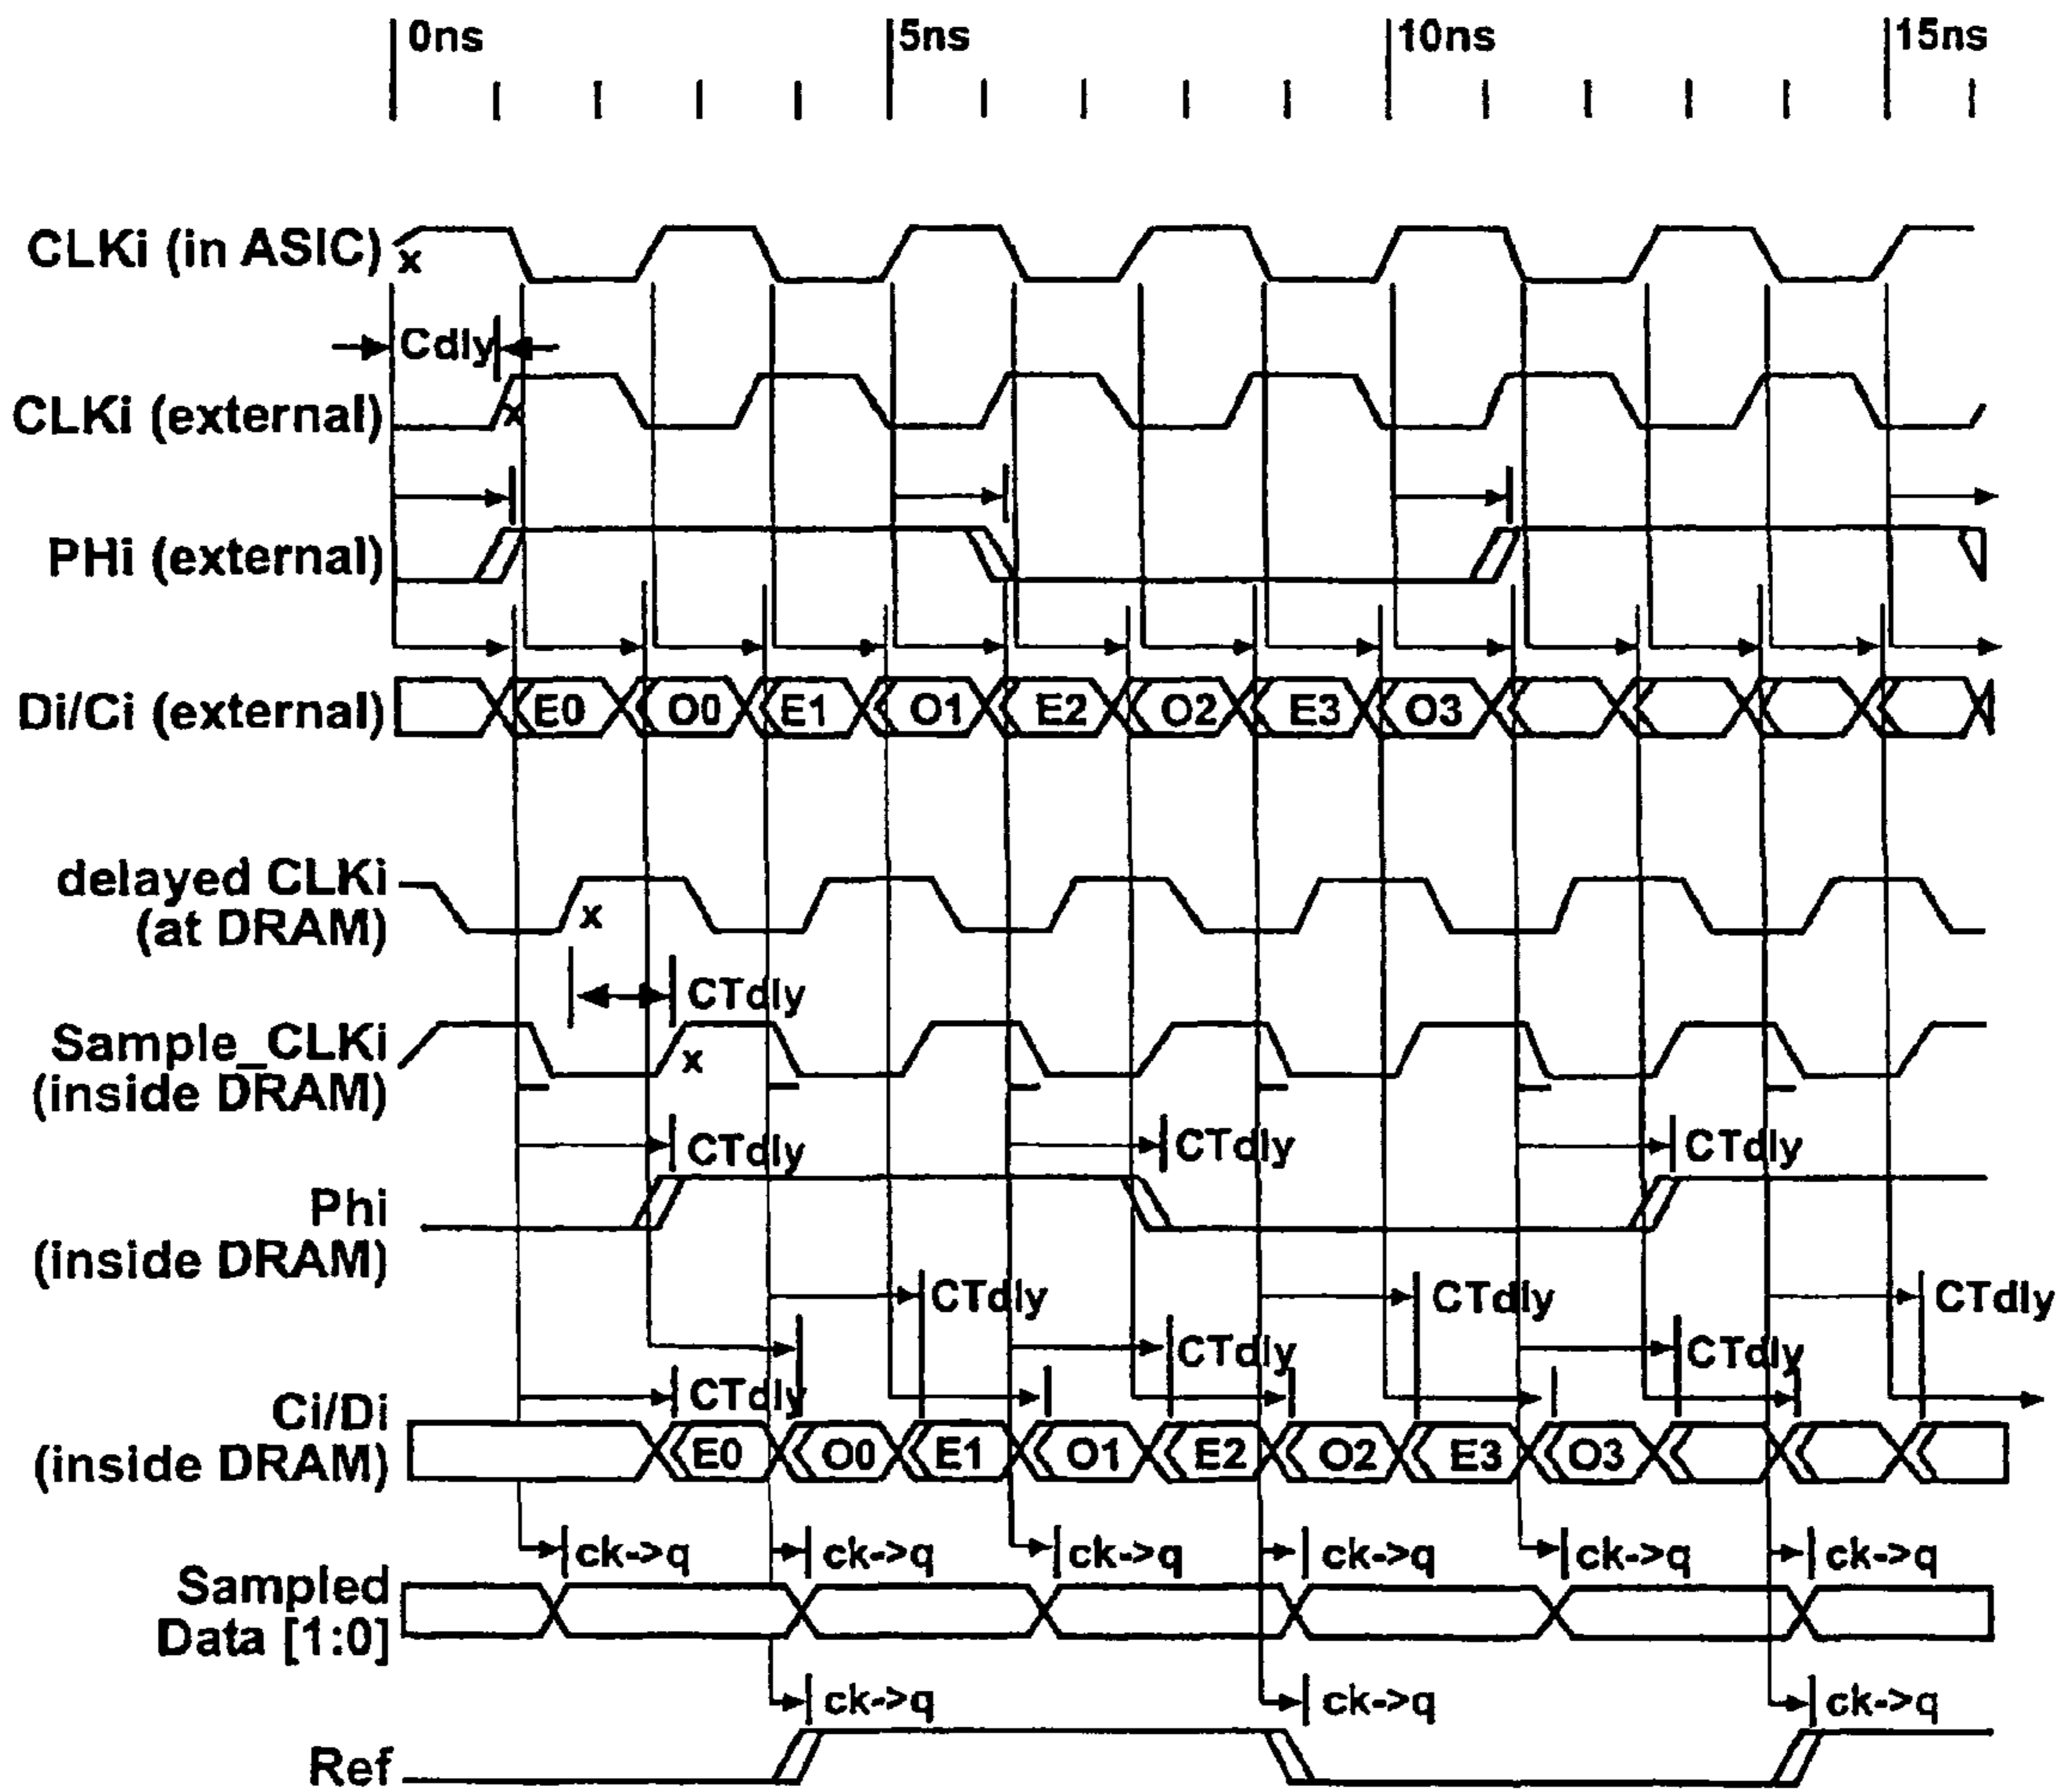 0ns 5ns 10ns 15ns
CLKi (in ASIC) x
Cdly
CLKi (external) x
PHi (external)
Di/Ci (external) E0 O0 E1 O1 E2 O2 E3 O3
delayed CLKi
(at DRAM) x
CTdly
Sample_CLKi
(inside DRAM) x
CTdly CTdly CTdly
Phi
(inside DRAM)
CTdly CTdly CTdly
CTdly CTdly
CTdly
Ci/Di
(inside DRAM) E0 O0 E1 O1 E2 O2 E3 O3
ck->q ck->q ck->q ck->q ck->q ck->q
Sampled
Data [1:0]
ck->q ck->q ck->q
Ref